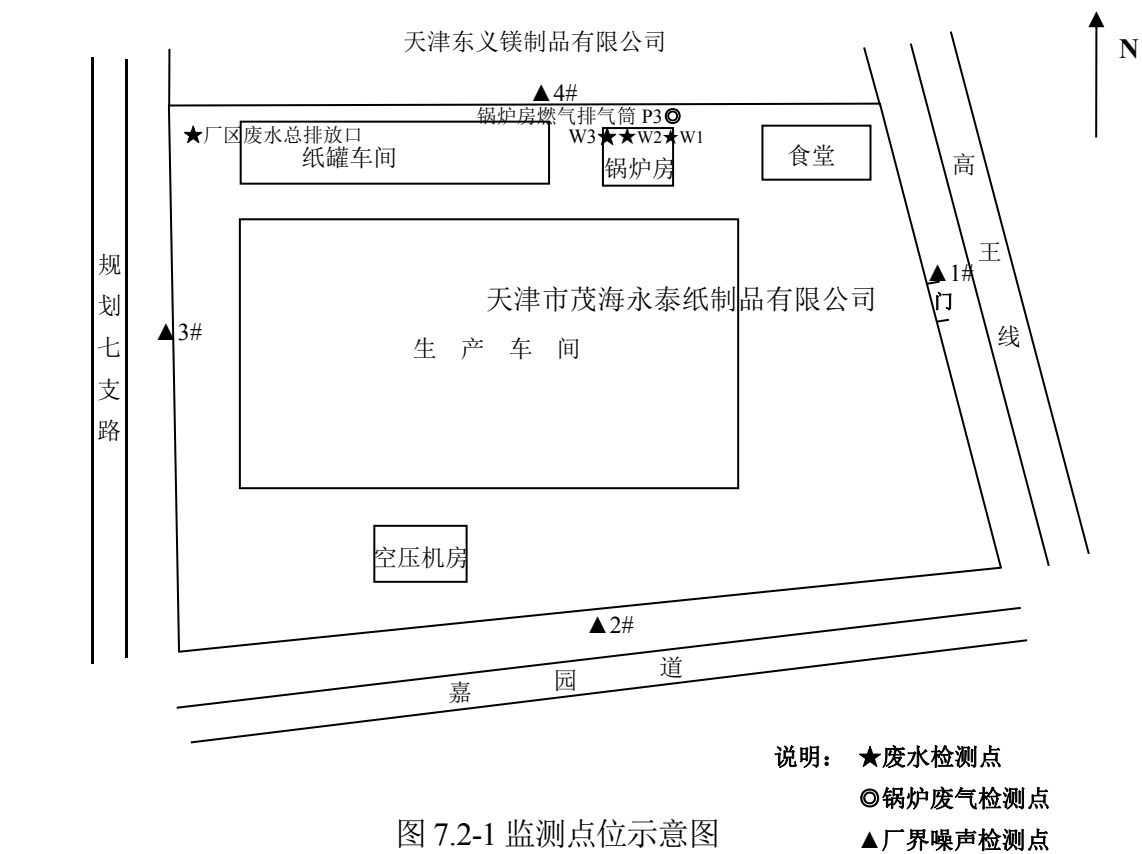 天津东义镁制品有限公司
N
▲4#
锅炉房燃气排气筒 P3◎
★厂区废水总排放口
W3★★W2★W1
纸罐车间
锅炉房
食堂
高王线
▲1#
门
规划七支路
天津市茂海永泰纸制品有限公司
▲3#
生 产 车 间
空压机房
▲2#
嘉 园 道
说明： ★废水检测点
◎锅炉废气检测点
▲厂界噪声检测点
图 7.2-1 监测点位示意图